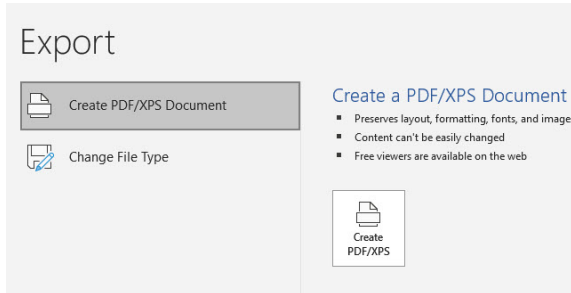 Export
Create PDF/XPS Document
Change File Type
Create a PDF/XPS Document
Preserves layout, formatting, fonts, and image
Content can't be easily changed
Free viewers are available on the web
Create
PDF/XPS